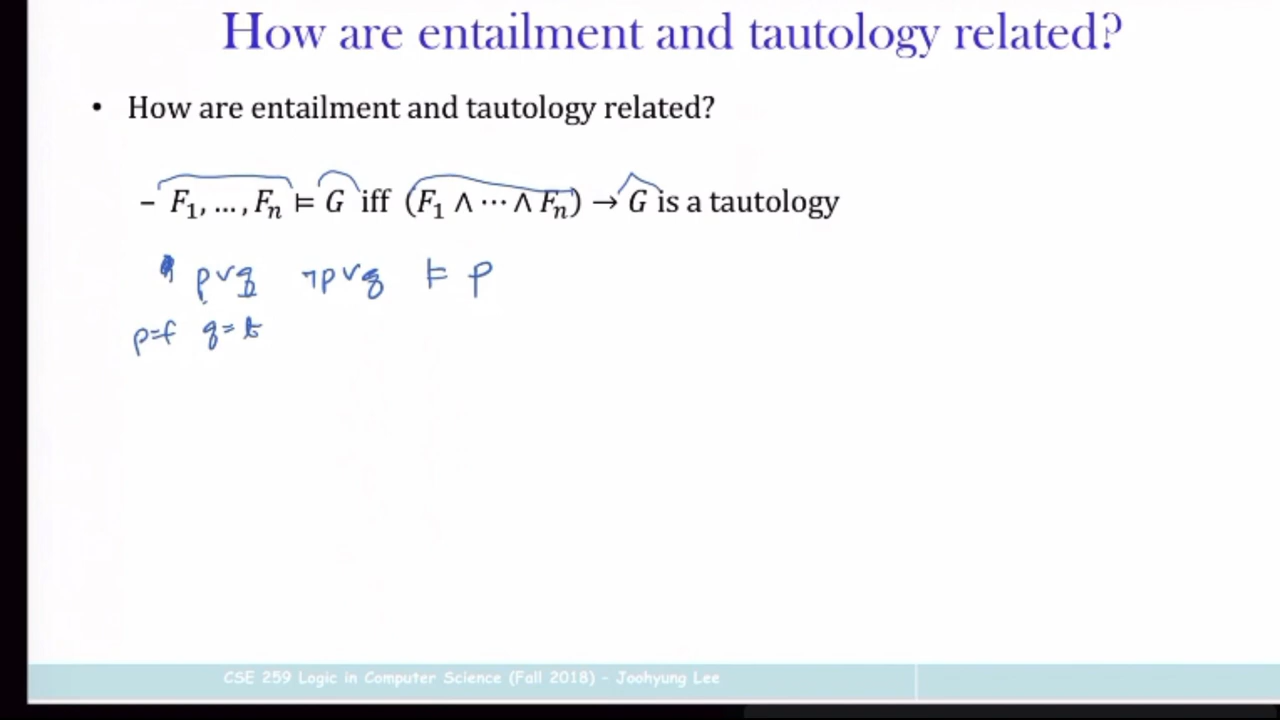 How are entailment and tautology related?
• How are entailment and tautology related?
– F₁, …, Fₙ ⊨ G iff (F₁ ∧ ⋯ ∧ Fₙ) → G is a tautology
p∨q ¬p∨q ⊨ p
p=f q=t
CSE 259 Logic in Computer Science (Fall 2018) - Joohyung Lee